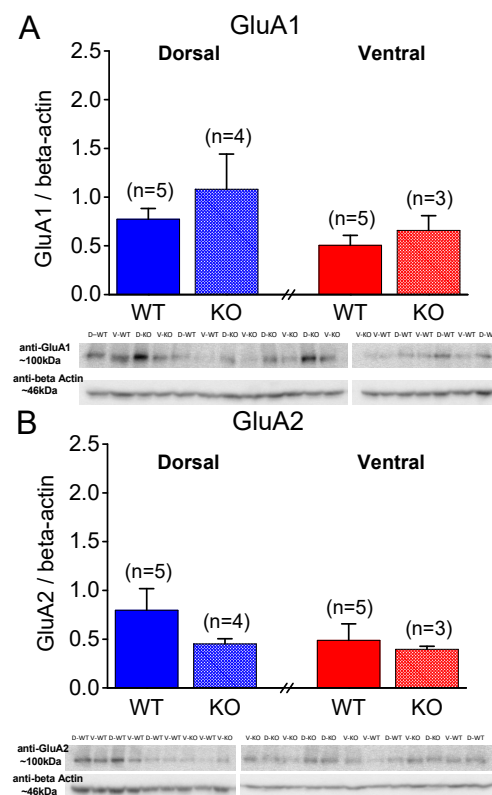 A
GluA1
Dorsal
Ventral
GluA1 / beta-actin
2.5
2.0
1.5
1.0
0.5
0.0
(n=5)
(n=4)
(n=5)
(n=3)
WT
KO
WT
KO
D-WT V-WT D-KO V-KO D-WT V-WT V-KO D-KO V-KO D-KO V-KO D-KO V-KO
V-KO V-WT D-WT V-WT D-WT V-WT D-W
anti-GluA1
~100kDa
anti-beta Actin
~46kDa
B
GluA2
Dorsal
Ventral
GluA2 / beta-actin
2.5
2.0
1.5
1.0
0.5
0.0
(n=5)
(n=4)
(n=5)
(n=3)
WT
KO
WT
KO
D-WT V-WT D-WT V-WT D-WT V-WT V-KO V-WT V-KO
V-KO D-KO V-KO D-KO D-KO V-KO V-WT D-KO D-WT V-WT D-WT
anti-GluA2
~100kDa
anti-beta Actin
~46kDa